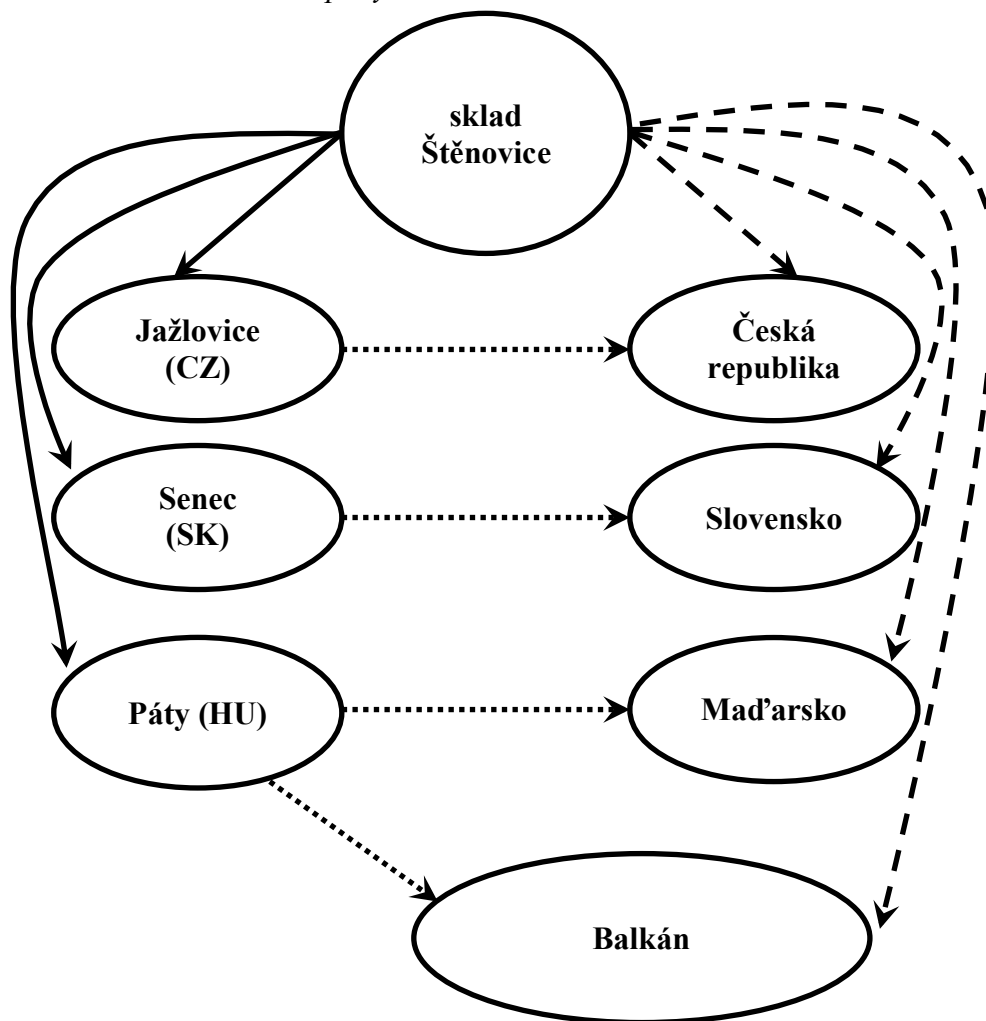 sklad
Štěnovice
Jažlovice
(CZ)
Česká
republika
Senec
(SK)
Slovensko
Páty (HU)
Maďarsko
Balkán